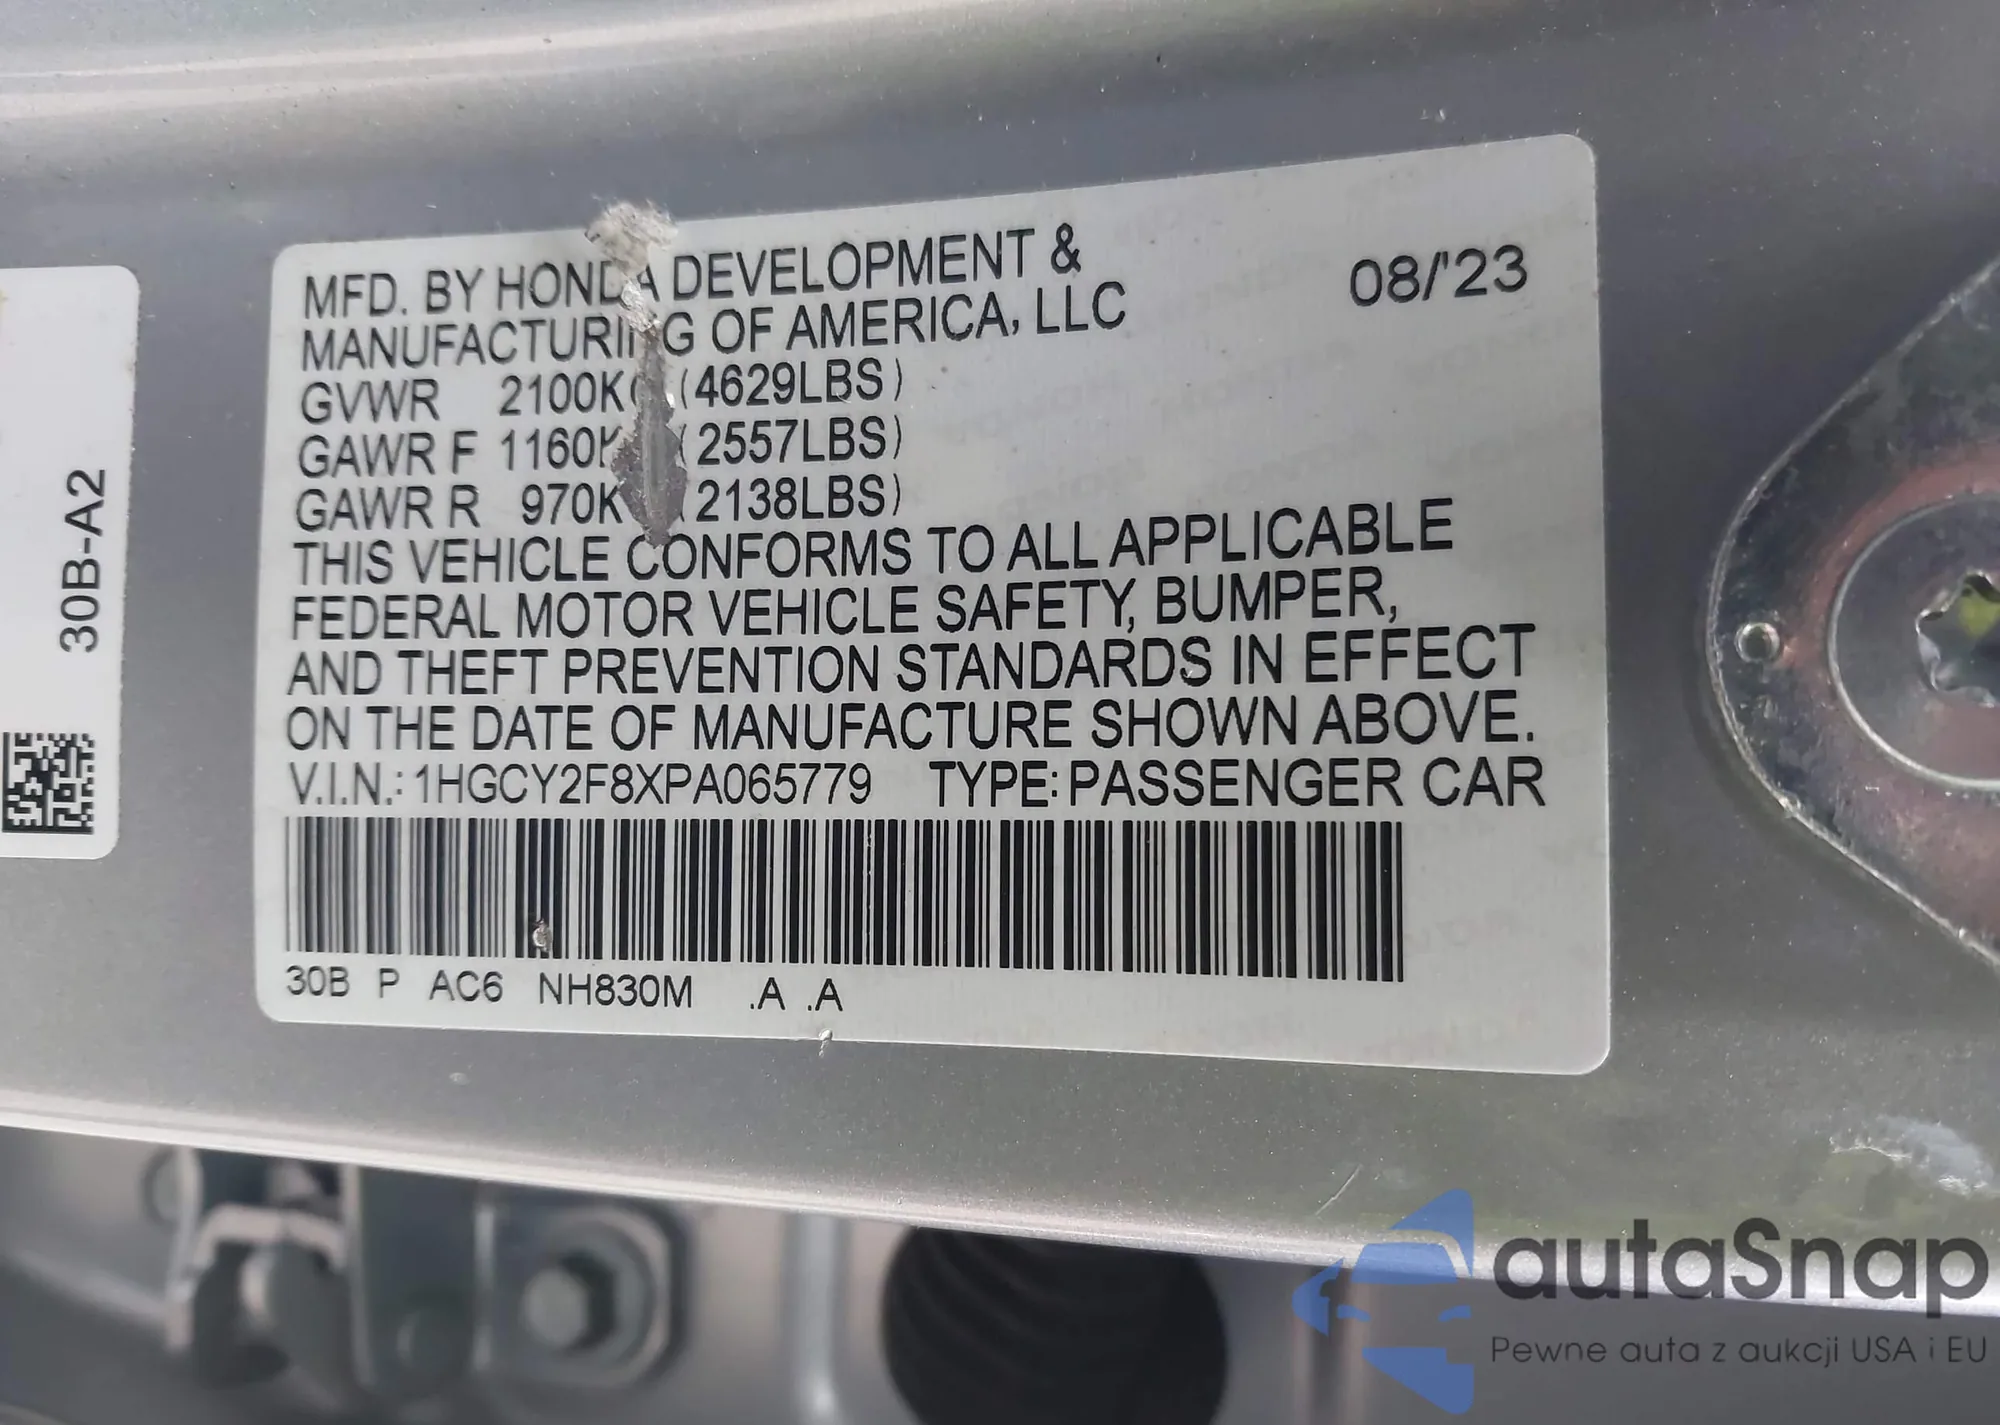 30B-A2
MFD. BY HONDA DEVELOPMENT &
MANUFACTURING OF AMERICA, LLC
08/'23
GVWR 2100KG (4629LBS)
GAWR F 1160K (2557LBS)
GAWR R 970K (2138LBS)
THIS VEHICLE CONFORMS TO ALL APPLICABLE
FEDERAL MOTOR VEHICLE SAFETY, BUMPER,
AND THEFT PREVENTION STANDARDS IN EFFECT
ON THE DATE OF MANUFACTURE SHOWN ABOVE.
V.I.N.: 1HGCY2F8XPA065779 TYPE: PASSENGER CAR
30B P AC6 NH830M .A .A
autaSnap
Pewne auta z aukcji USA i EU